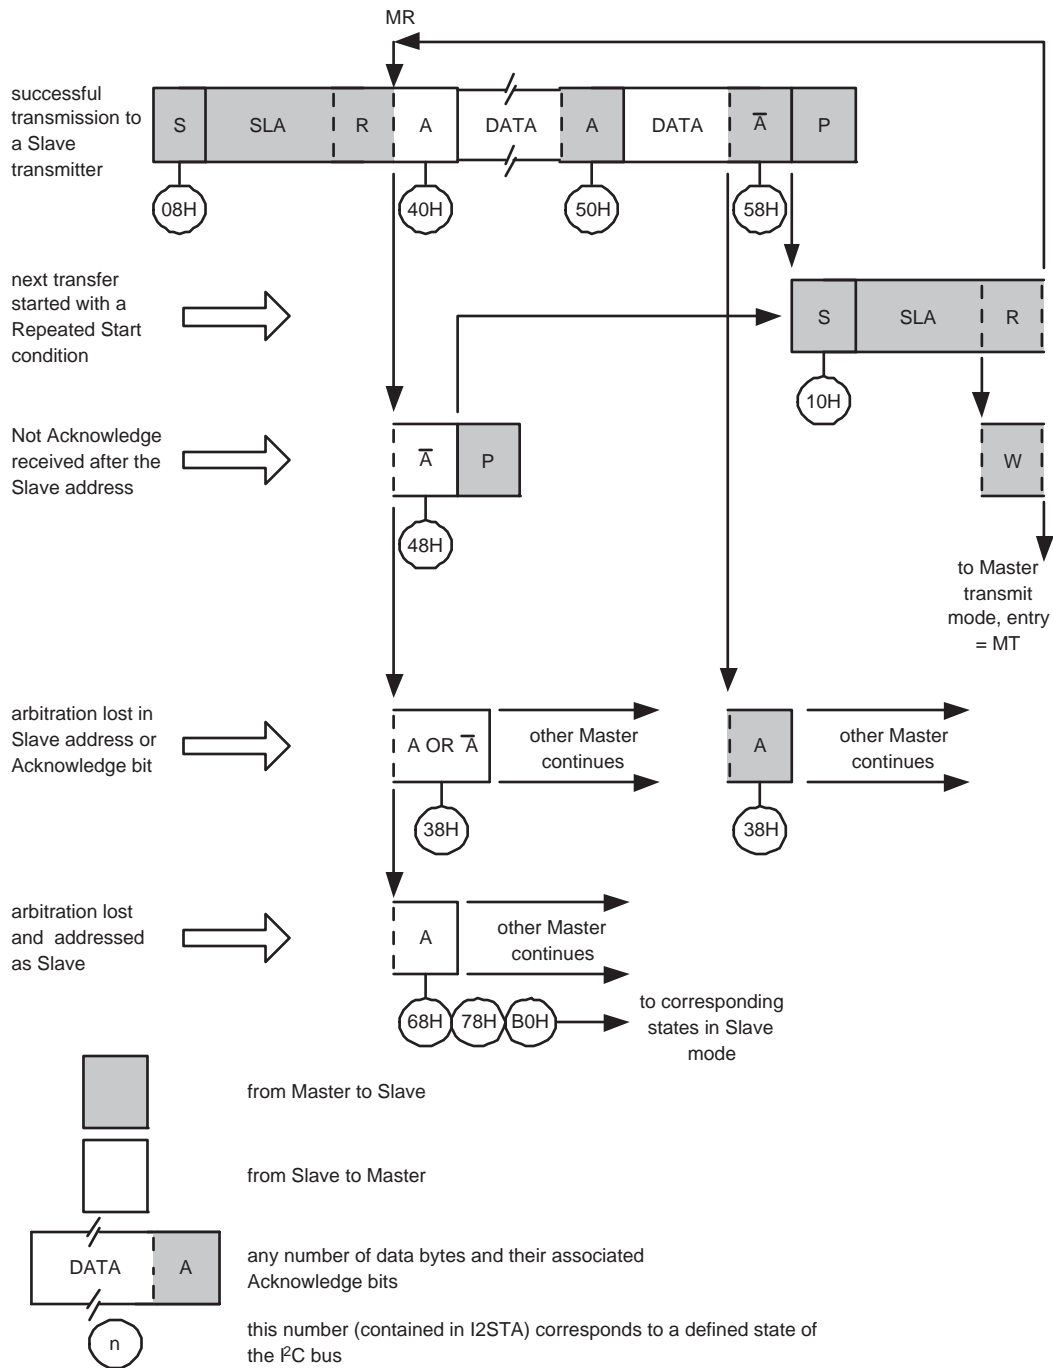 MR
successful
transmission to
a Slave
transmitter
S SLA R A DATA A DATA A̅ P
08H 40H 50H 58H
next transfer
started with a
Repeated Start
condition
S SLA R
10H
Not Acknowledge
received after the
Slave address
A̅ P W
48H
to Master
transmit
mode, entry
= MT
arbitration lost in
Slave address or
Acknowledge bit
A OR A̅
other Master
continues
A
other Master
continues
38H 38H
arbitration lost
and addressed
as Slave
A
other Master
continues
68H 78H B0H
to corresponding
states in Slave
mode
from Master to Slave
from Slave to Master
DATA A
any number of data bytes and their associated
Acknowledge bits
n
this number (contained in I2STA) corresponds to a defined state of
the I²C bus